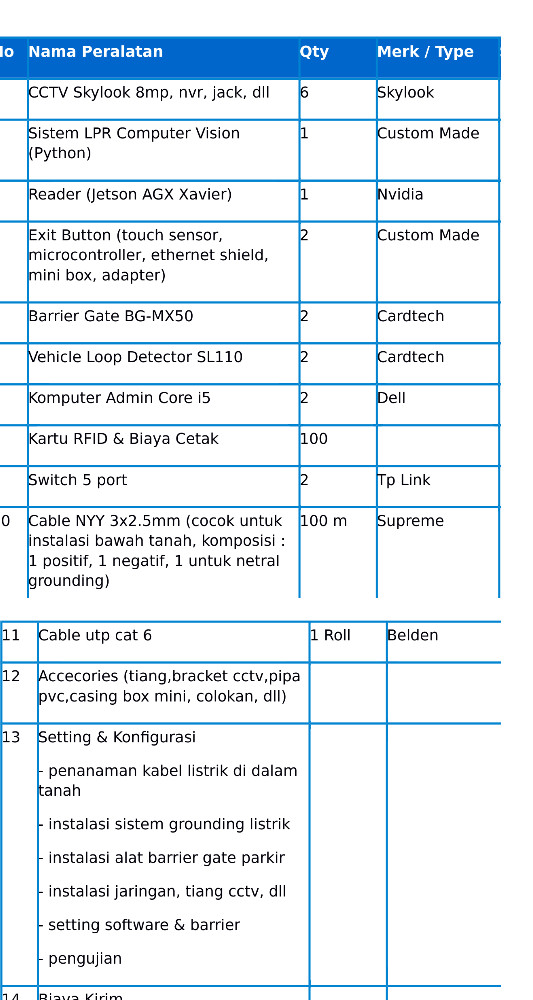 Nama Peralatan Qty Merk / Type
CCTV Skylook 8mp, nvr, jack, dll 6 Skylook
Sistem LPR Computer Vision 1 Custom Made
(Python)
Reader (Jetson AGX Xavier) 1 Nvidia
Exit Button (touch sensor, 2 Custom Made
microcontroller, ethernet shield,
mini box, adapter)
Barrier Gate BG-MX50 2 Cardtech
Vehicle Loop Detector SL110 2 Cardtech
Komputer Admin Core i5 2 Dell
Kartu RFID & Biaya Cetak 100
Switch 5 port 2 Tp Link
0 Cable NYY 3x2.5mm (cocok untuk 100 m Supreme
instalasi bawah tanah, komposisi :
1 positif, 1 negatif, 1 untuk netral
grounding)
11 Cable utp cat 6 1 Roll Belden
12 Accecories (tiang,bracket cctv,pipa
pvc,casing box mini, colokan, dll)
13 Setting & Konfigurasi
- penanaman kabel listrik di dalam
tanah
- instalasi sistem grounding listrik
- instalasi alat barrier gate parkir
- instalasi jaringan, tiang cctv, dll
- setting software & barrier
- pengujian
14 Biaya Kirim